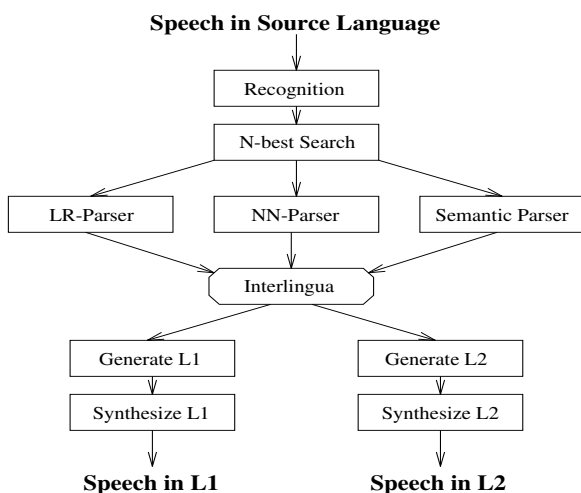 Speech in Source Language
Recognition
N-best Search
LR-Parser
NN-Parser
Semantic Parser
Interlingua
Generate L1
Generate L2
Synthesize L1
Synthesize L2
Speech in L1
Speech in L2